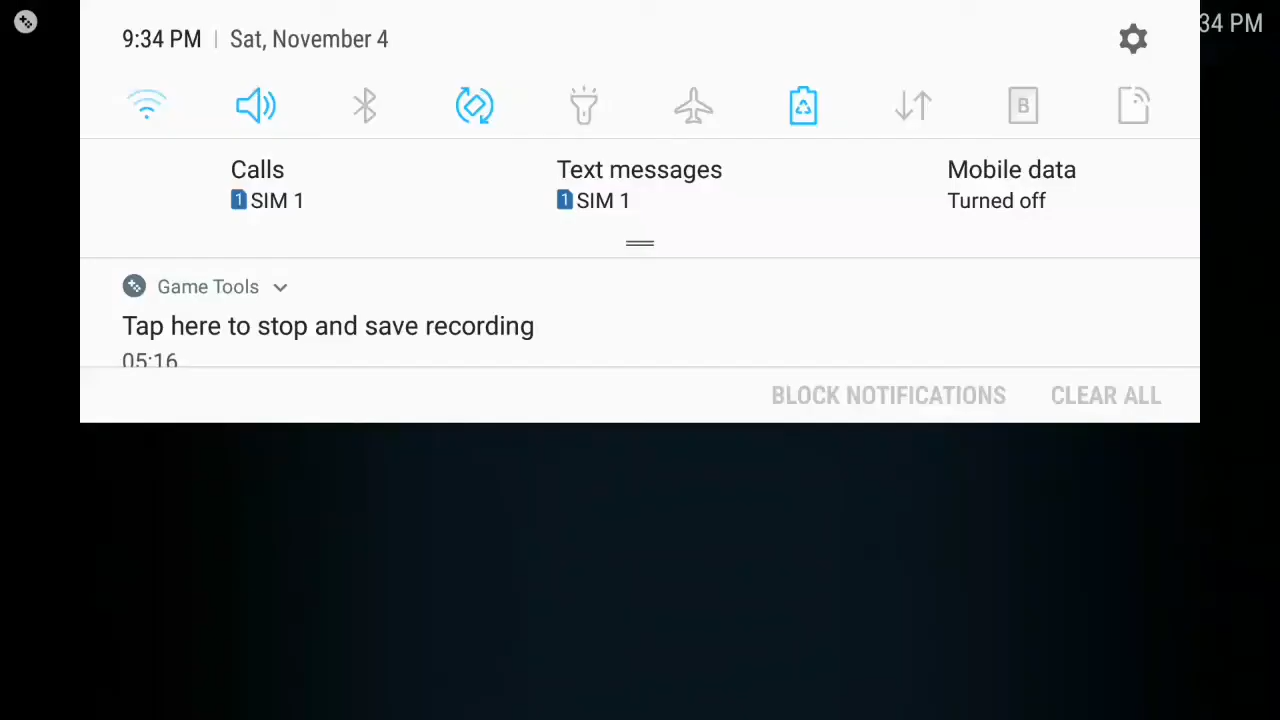 9:34 PM | Sat, November 4
34 PM
B
Calls
1 SIM 1
Text messages
1 SIM 1
Mobile data
Turned off
Game Tools
Tap here to stop and save recording
05:16
BLOCK NOTIFICATIONS CLEAR ALL